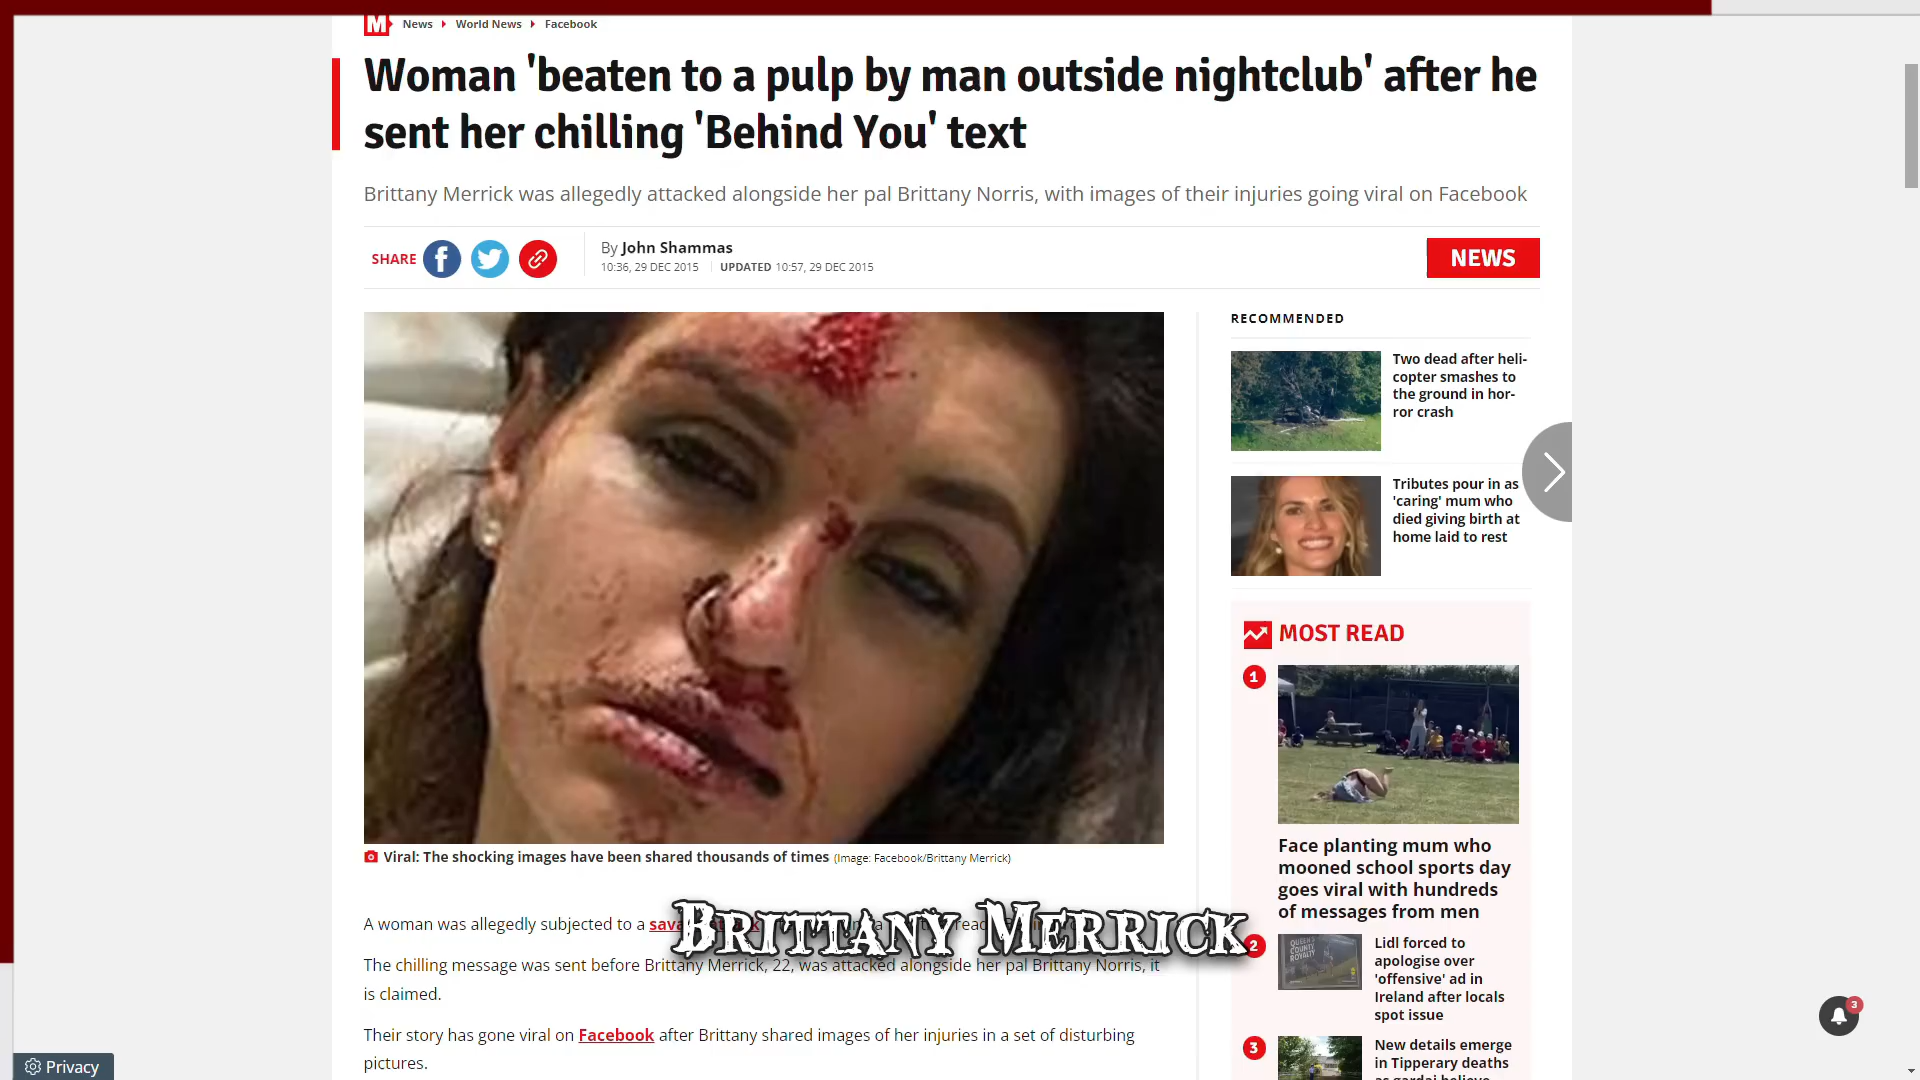 M News World News Facebook
Woman 'beaten to a pulp by man outside nightclub' after he
sent her chilling 'Behind You' text
Brittany Merrick was allegedly attacked alongside her pal Brittany Norris, with images of their injuries going viral on Facebook
SHARE
By John Shammas
10:36, 29 DEC 2015 UPDATED 10:57, 29 DEC 2015
NEWS
Viral: The shocking images have been shared thousands of times (Image: Facebook/Brittany Merrick)
A woman was allegedly subjected to a
BRITTANY MERRICK
The chilling message was sent before Brittany Merrick, 22, was attacked alongside her pal Brittany Norris, it
is claimed.
Their story has gone viral on Facebook after Brittany shared images of her injuries in a set of disturbing
pictures.
RECOMMENDED
Two dead after heli-
copter smashes to
the ground in hor-
ror crash
Tributes pour in as
'caring' mum who
died giving birth at
home laid to rest
MOST READ
1
Face planting mum who
mooned school sports day
goes viral with hundreds
of messages from men
2
QUEEN'S
COUNTY
ROYALTY
Lidl forced to
apologise over
'offensive' ad in
Ireland after locals
spot issue
3
New details emerge
in Tipperary deaths
as gardai believe
3
Privacy